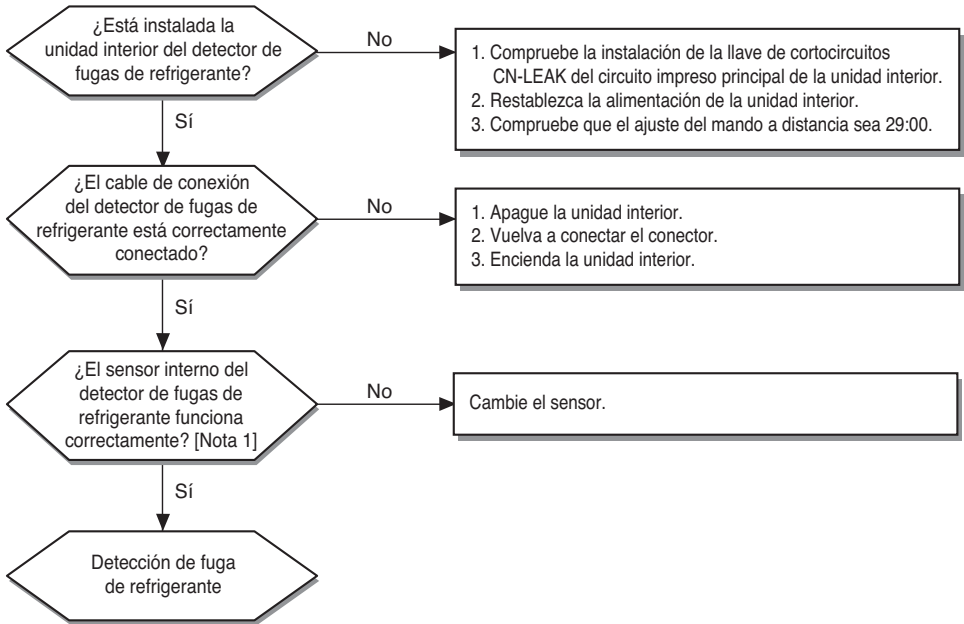 ¿Está instalada la
unidad interior del detector de
fugas de refrigerante?
No
1. Compruebe la instalación de la llave de cortocircuitos
CN-LEAK del circuito impreso principal de la unidad interior.
2. Restablezca la alimentación de la unidad interior.
3. Compruebe que el ajuste del mando a distancia sea 29:00.
Sí
¿El cable de conexión
del detector de fugas de
refrigerante está correctamente
conectado?
No
1. Apague la unidad interior.
2. Vuelva a conectar el conector.
3. Encienda la unidad interior.
Sí
¿El sensor interno del
detector de fugas de
refrigerante funciona
correctamente? [Nota 1]
No
Cambie el sensor.
Sí
Detección de fuga
de refrigerante